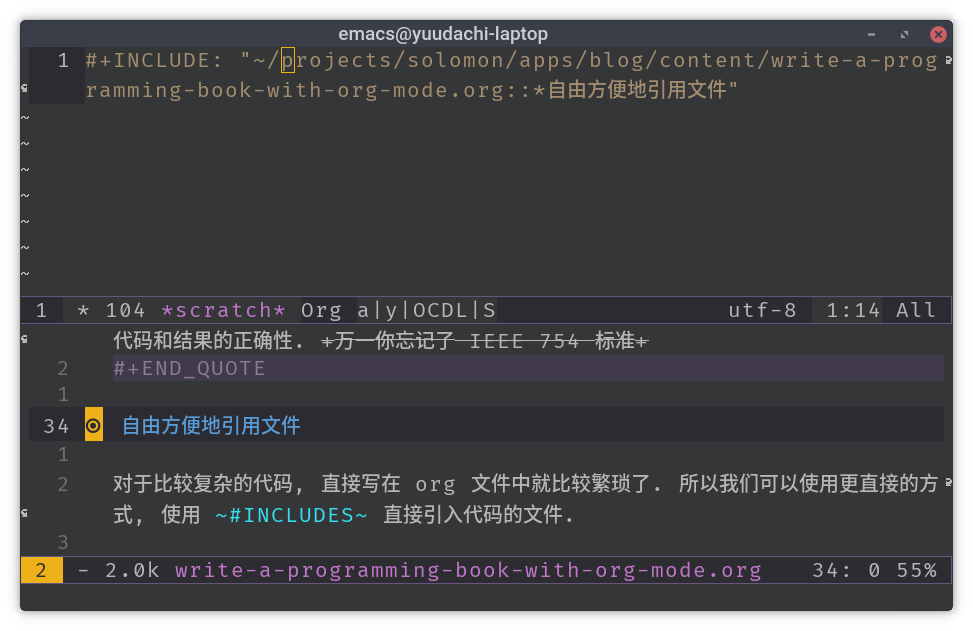 emacs@yuudachi-laptop
1 #+INCLUDE: "~/projects/solomon/apps/blog/content/write-a-prog
ramming-book-with-org-mode.org::*自由方便地引用文件"
~
~
~
~
~
~
~
1 * 104 *scratch* Org a|y|OCDL|S utf-8 1:14 All
代码和结果的正确性. +万一你忘记了 IEEE 754 标准+
2 #+END_QUOTE
1
34 自由方便地引用文件
1
2 对于比较复杂的代码, 直接写在 org 文件中就比较繁琐了. 所以我们可以使用更直接的方
式, 使用 ~#INCLUDES~ 直接引入代码的文件.
3
2 - 2.0k write-a-programming-book-with-org-mode.org 34: 0 55%